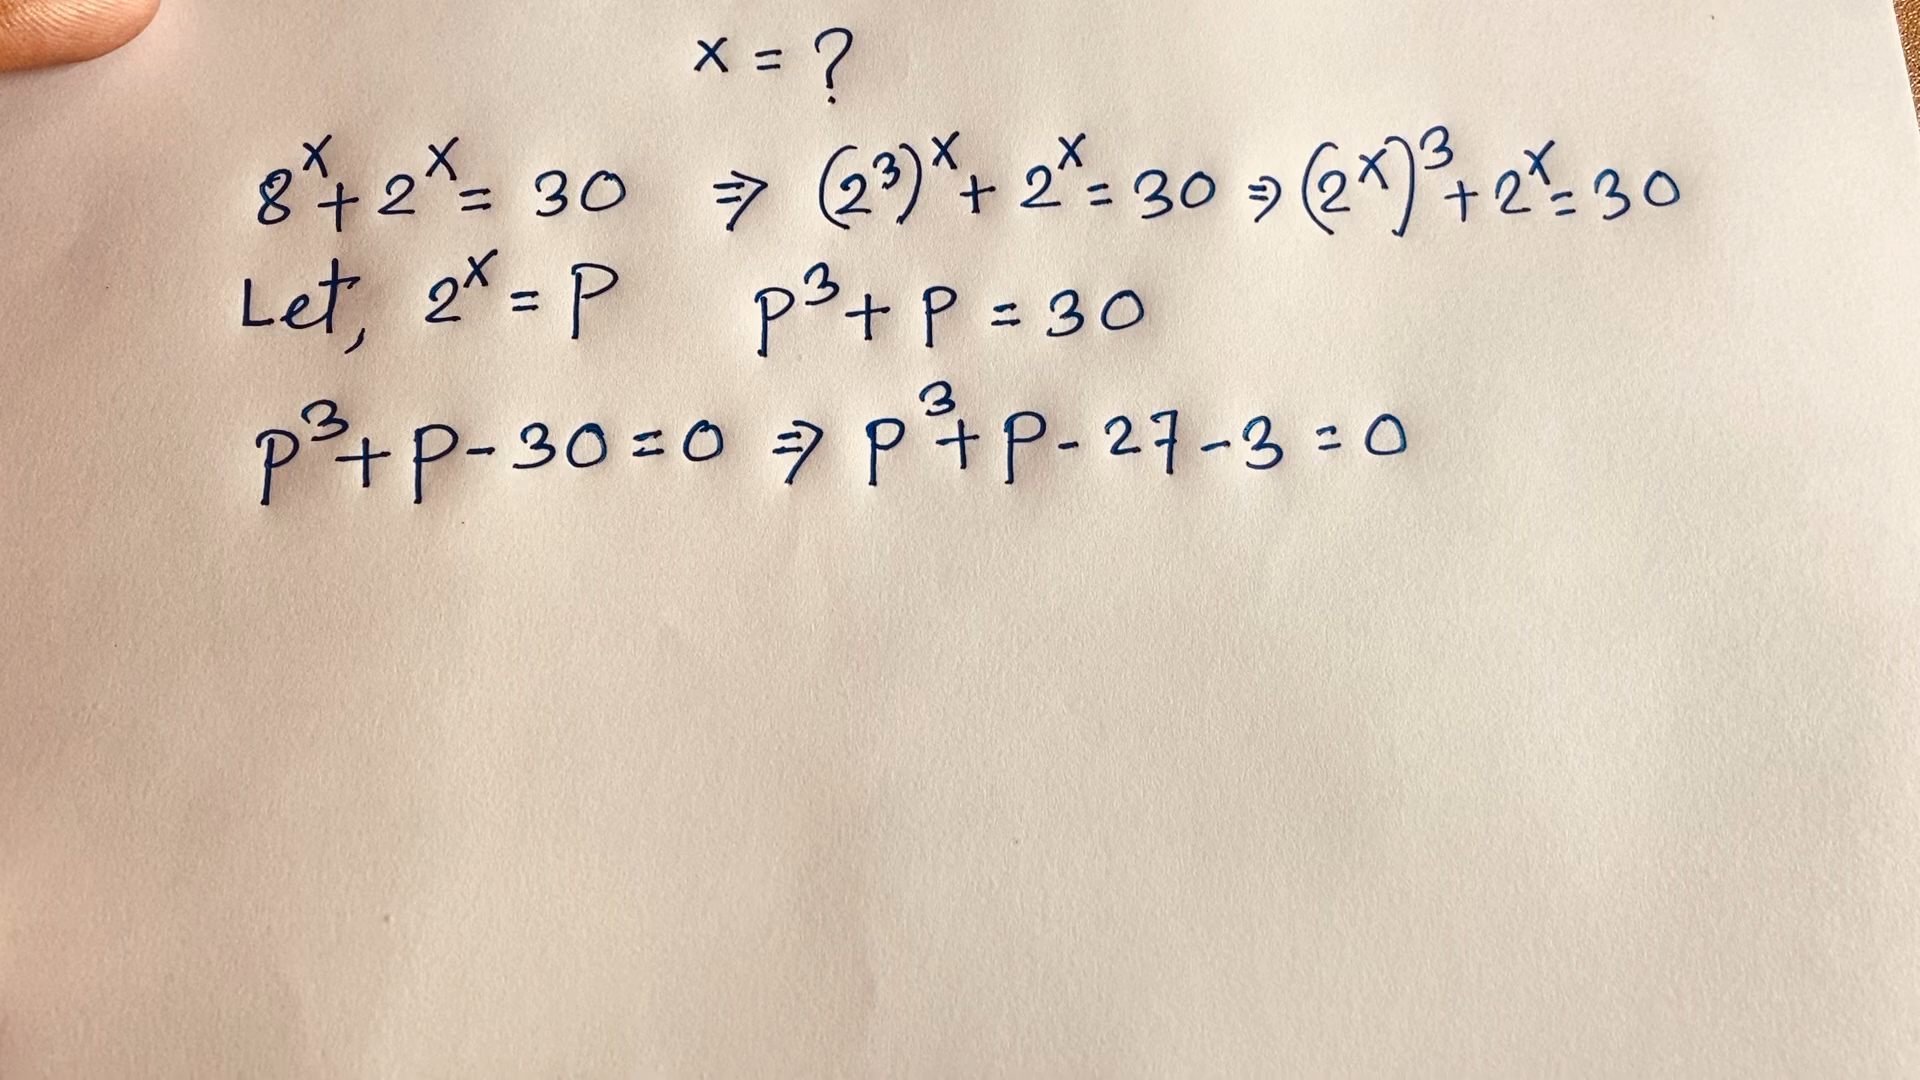 x = ?
8^x + 2^x = 30 ⇒ (2^3)^x + 2^x = 30 ⇒ (2^x)^3 + 2^x = 30
Let, 2^x = P P^3 + P = 30
P^3 + P - 30 = 0 ⇒ P^3 + P - 27 - 3 = 0